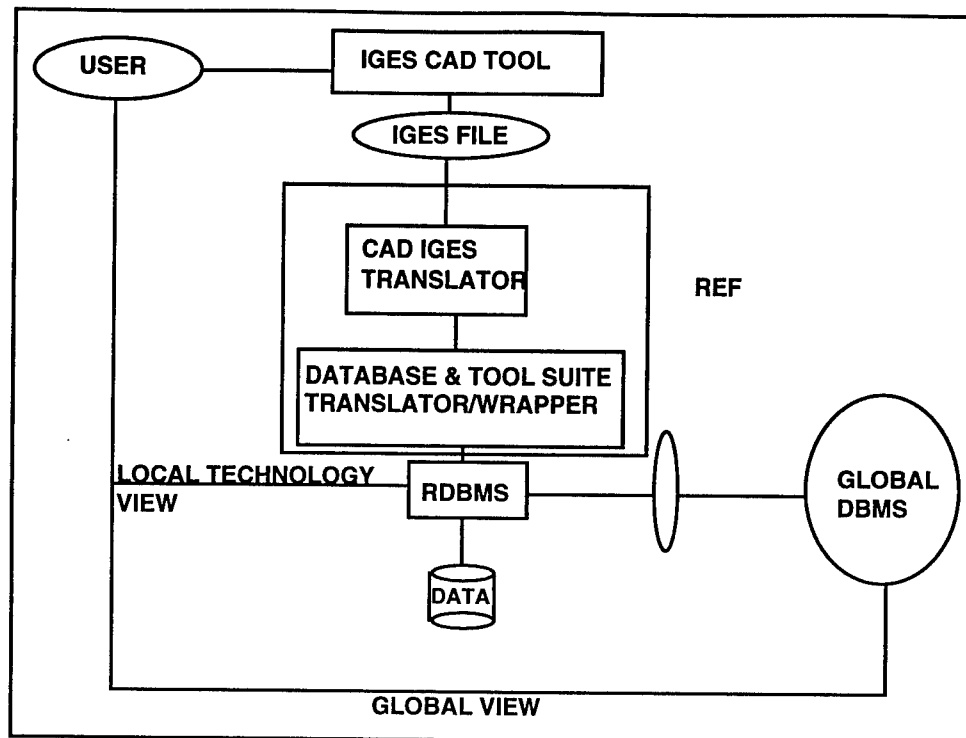 USER
IGES CAD TOOL
IGES FILE
CAD IGES
TRANSLATOR
REF
DATABASE & TOOL SUITE
TRANSLATOR/WRAPPER
LOCAL TECHNOLOGY
VIEW
RDBMS
GLOBAL
DBMS
DATA
GLOBAL VIEW